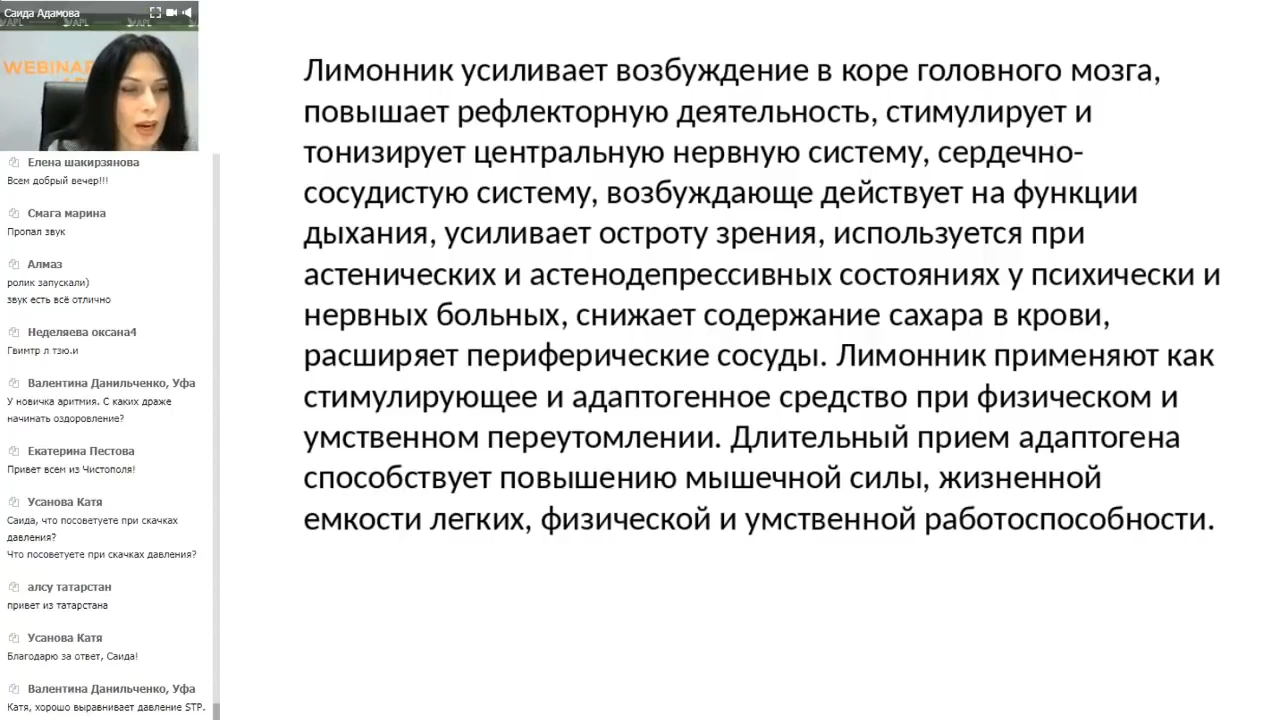 Саида Адамова
WEBINAR
Елена шакирзянова
Всем добрый вечер!!!
Смага марина
Пропал звук
Алмаз
ролик запускали)
звук есть всё отлично
Неделяева оксана4
Гвимтр л тзю.и
Валентина Данильченко, Уфа
У новичка аритмия. С каких драже
начинать оздоровление?
Екатерина Пестова
Привет всем из Чистополя!
Усанова Катя
Саида, что посоветуете при скачках
давления?
Что посоветуете при скачках давления?
алсу татарстан
привет из татарстана
Усанова Катя
Благодарю за ответ, Саида!
Валентина Данильченко, Уфа
Катя, хорошо выравнивает давление STP.
Лимонник усиливает возбуждение в коре головного мозга,
повышает рефлекторную деятельность, стимулирует и
тонизирует центральную нервную систему, сердечно-
сосудистую систему, возбуждающе действует на функции
дыхания, усиливает остроту зрения, используется при
астенических и астенодепрессивных состояниях у психически и
нервных больных, снижает содержание сахара в крови,
расширяет периферические сосуды. Лимонник применяют как
стимулирующее и адаптогенное средство при физическом и
умственном переутомлении. Длительный прием адаптогена
способствует повышению мышечной силы, жизненной
емкости легких, физической и умственной работоспособности.